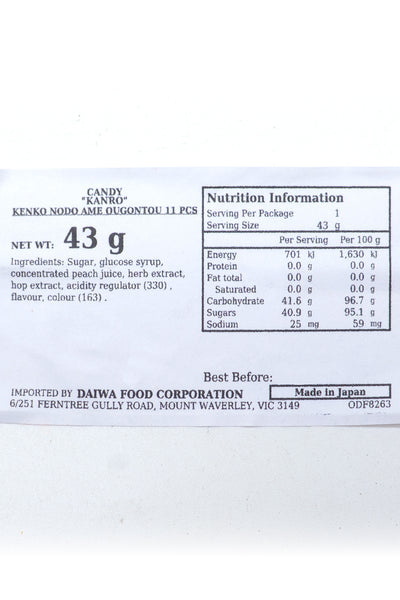 CANDY
"KANRO"
KENKO NODO AME OUGONTOU 11 PCS
NET WT: 43 g
Ingredients: Sugar, glucose syrup,
concentrated peach juice, herb extract,
hop extract, acidity regulator (330) ,
flavour, colour (163) .
Nutrition Information
Serving Per Package 1
Serving Size 43 g
Per Serving Per 100 g
Energy 701 kJ 1,630 kJ
Protein 0.0 g 0.0 g
Fat total 0.0 g 0.0 g
Saturated 0.0 g 0.0 g
Carbohydrate 41.6 g 96.7 g
Sugars 40.9 g 95.1 g
Sodium 25 mg 59 mg
Best Before:
IMPORTED BY DAIWA FOOD CORPORATION
Made in Japan
6/251 FERNTREE GULLY ROAD, MOUNT WAVERLEY, VIC 3149
ODF8263